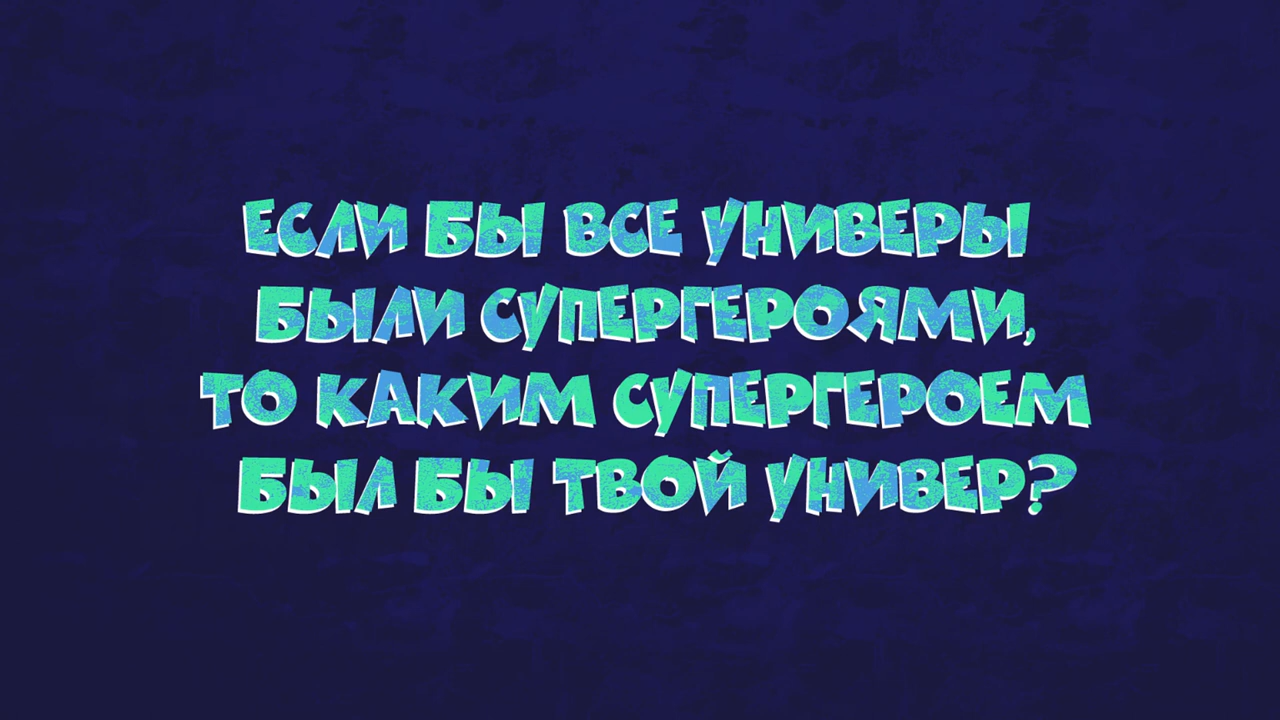 ЕСЛИ БЫ ВСЕ УНИВЕРЫ
БЫЛИ СУПЕРГЕРОЯМИ,
ТО КАКИМ СУПЕРГЕРОЕМ
БЫЛ БЫ ТВОЙ УНИВЕР?